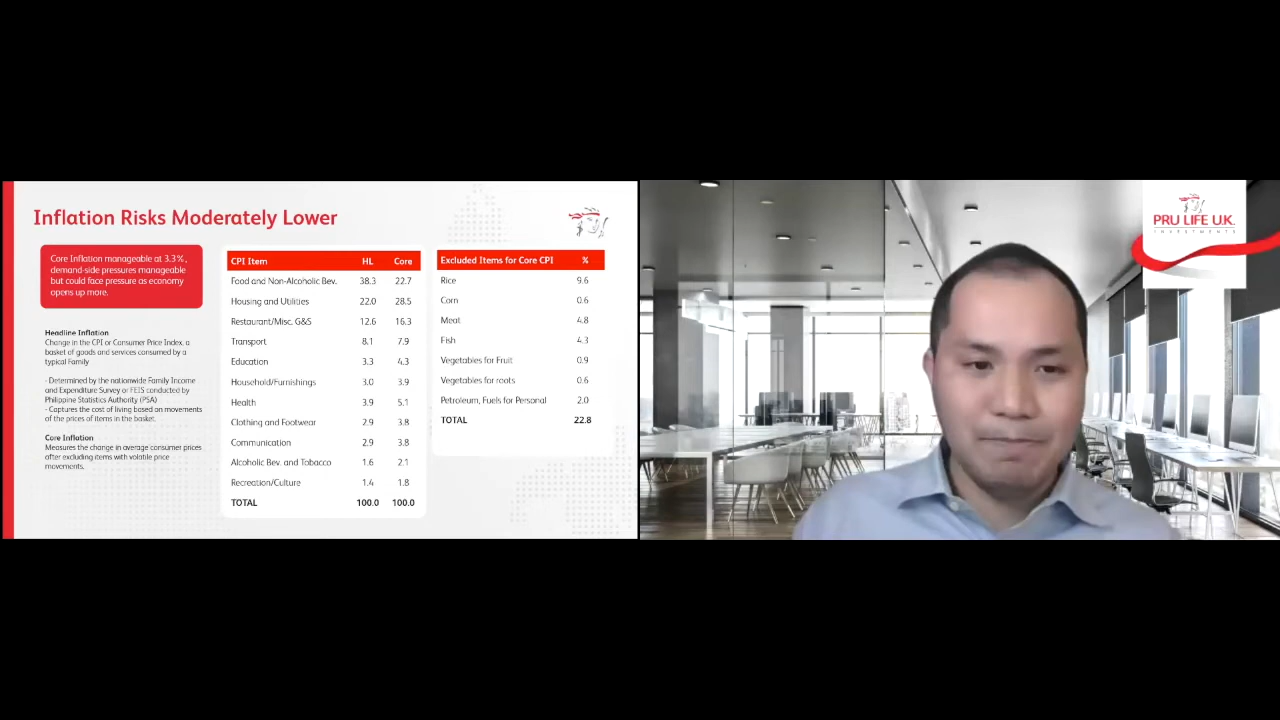 Inflation Risks Moderately Lower
Core Inflation manageable at 3.3%,
demand-side pressures manageable
but could face pressure as economy
opens up more.
Headline Inflation
Change in the CPI or Consumer Price Index, a
basket of goods and services consumed by a
typical Family
- Determined by the nationwide Family Income
and Expenditure Survey or FEIS conducted by
Philippine Statistics Authority (PSA)
- Captures the cost of living based on movements
of the prices of items in the basket.
Core Inflation
Measures the change in average consumer prices
after excluding items with volatile price
movements.
CPI Item HL Core
Food and Non-Alcoholic Bev. 38.3 22.7
Housing and Utilities 22.0 28.5
Restaurant/Misc. G&S 12.6 16.3
Transport 8.1 7.9
Education 3.3 4.3
Household/Furnishings 3.0 3.9
Health 3.9 5.1
Clothing and Footwear 2.9 3.8
Communication 2.9 3.8
Alcoholic Bev. and Tobacco 1.6 2.1
Recreation/Culture 1.4 1.8
TOTAL 100.0 100.0
Excluded Items for Core CPI %
Rice 9.6
Corn 0.6
Meat 4.8
Fish 4.3
Vegetables for Fruit 0.9
Vegetables for roots 0.6
Petroleum, Fuels for Personal 2.0
TOTAL 22.8
PRU LIFE U.K.
INVESTMENTS